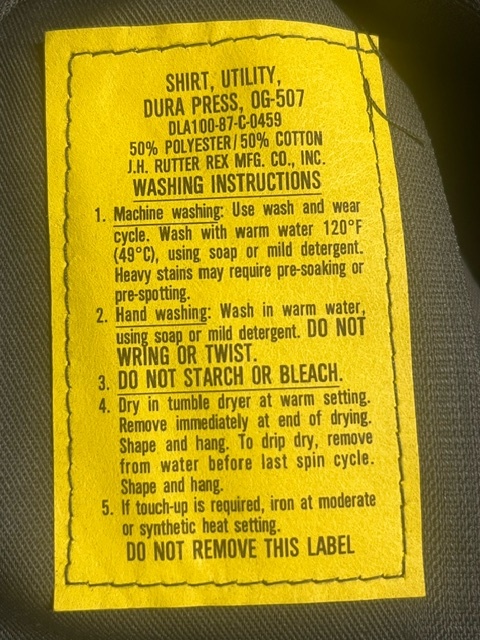 SHIRT, UTILITY,
DURA PRESS, OG-507
DLA100-87-C-0459
50% POLYESTER/50% COTTON
J.H. RUTTER REX MFG. CO., INC.
WASHING INSTRUCTIONS
1. Machine washing: Use wash and wear
cycle. Wash with warm water 120°F
(49°C), using soap or mild detergent.
Heavy stains may require pre-soaking or
pre-spotting.
2. Hand washing: Wash in warm water,
using soap or mild detergent. DO NOT
WRING OR TWIST.
3. DO NOT STARCH OR BLEACH.
4. Dry in tumble dryer at warm setting.
Remove immediately at end of drying.
Shape and hang. To drip dry, remove
from water before last spin cycle.
Shape and hang.
5. If touch-up is required, iron at moderate
or synthetic heat setting.
DO NOT REMOVE THIS LABEL